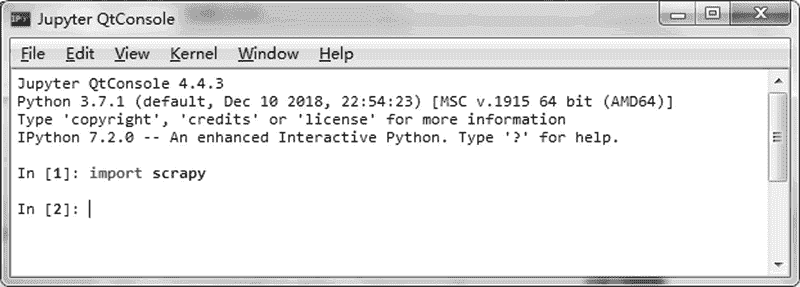 IPy Jupyter QtConsole
File Edit View Kernel Window Help
Jupyter QtConsole 4.4.3
Python 3.7.1 (default, Dec 10 2018, 22:54:23) [MSC v.1915 64 bit (AMD64)]
Type 'copyright', 'credits' or 'license' for more information
IPython 7.2.0 -- An enhanced Interactive Python. Type '?' for help.
In [1]: import scrapy
In [2]: